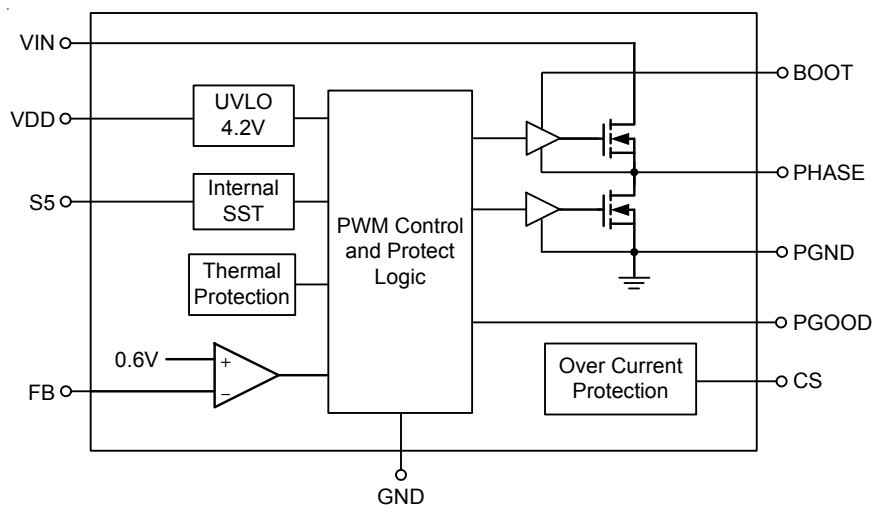 VIN
BOOT
UVLO
4.2V
VDD
PHASE
Internal
SST
S5
PWM Control
and Protect
Logic
PGND
Thermal
Protection
PGOOD
0.6V
+
−
FB
Over Current
Protection
CS
GND